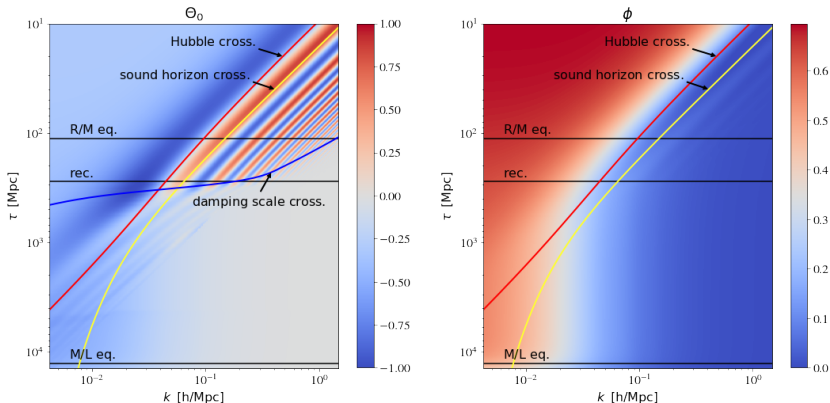 Θ₀
Hubble cross.
sound horizon cross.
R/M eq.
rec.
damping scale cross.
M/L eq.
τ [Mpc]
10¹
10²
10³
10⁴
10⁻²
10⁻¹
10⁰
k [h/Mpc]
1.00
0.75
0.50
0.25
0.00
−0.25
−0.50
−0.75
−1.00
ϕ
Hubble cross.
sound horizon cross.
R/M eq.
rec.
M/L eq.
τ [Mpc]
10¹
10²
10³
10⁴
10⁻²
10⁻¹
10⁰
k [h/Mpc]
0.6
0.5
0.4
0.3
0.2
0.1
0.0